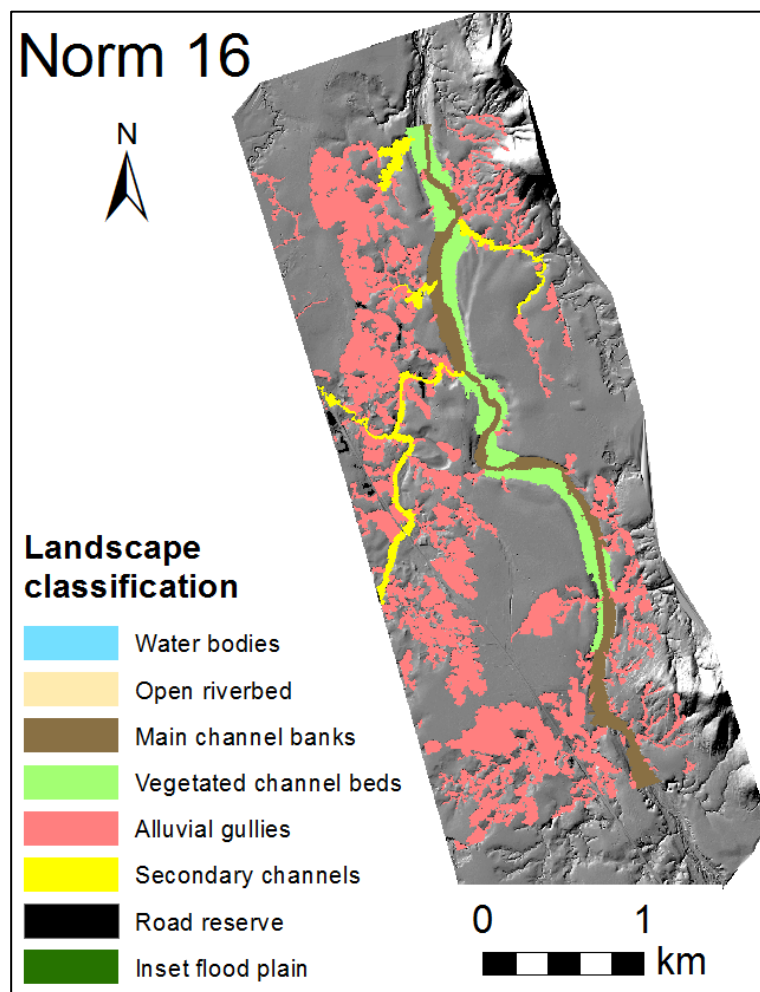 Norm 16
N
Landscape
classification
Water bodies
Open riverbed
Main channel banks
Vegetated channel beds
Alluvial gullies
Secondary channels
Road reserve
Inset flood plain
0 1
km